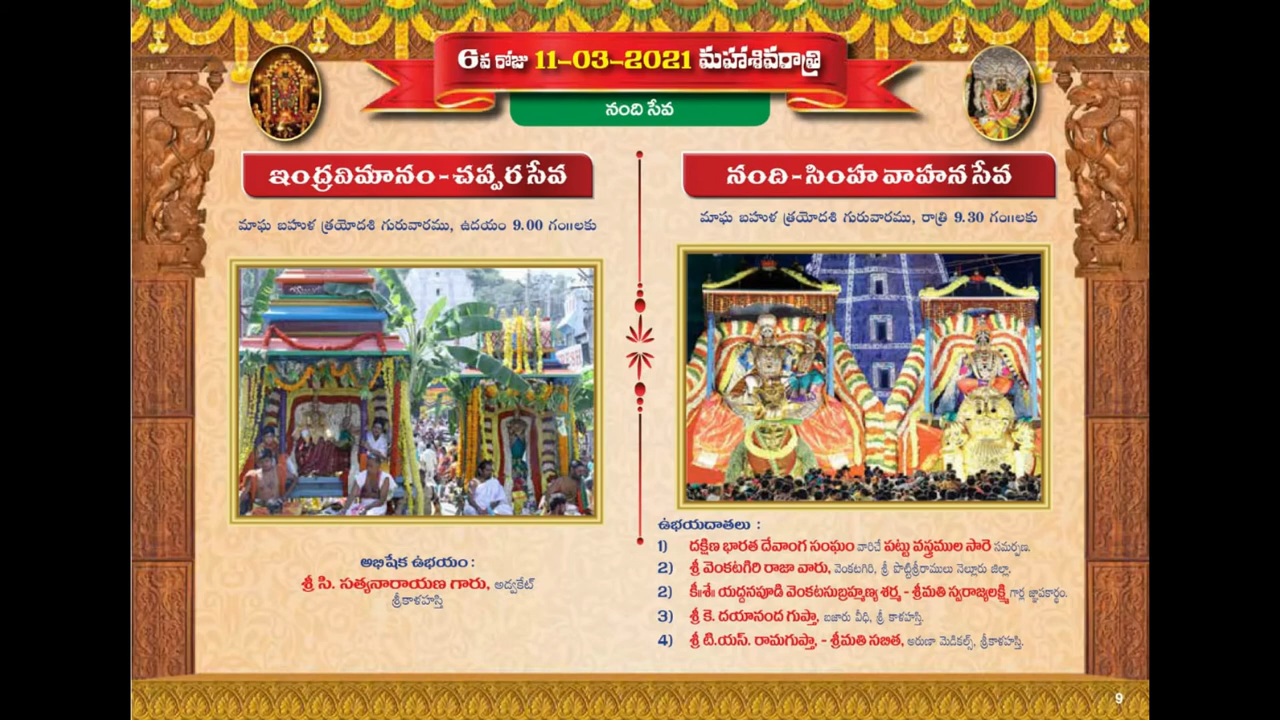 6వ రోజు 11-03-2021 మహాశివరాత్రి
నంది సేవ
ఇంద్రవిమానం - చప్పర సేవ
మాఘ బహుళ త్రయోదశి గురువారము, ఉదయం 9.00 గం॥లకు
అభిషేక ఉభయం :
శ్రీ సి. సత్యనారాయణ గారు, అడ్వకేట్
శ్రీకాళహస్తి
నంది - సింహ వాహన సేవ
మాఘ బహుళ త్రయోదశి గురువారము, రాత్రి 9.30 గం॥లకు
ఉభయదాతలు :
1) దక్షిణ భారత దేవాంగ సంఘం వారిచే పట్టు వస్త్రముల సారె సమర్పణ.
2) శ్రీ వెంకటగిరి రాజా వారు, వెంకటగిరి, శ్రీ పొట్టిశ్రీరాములు నెల్లూరు జిల్లా.
2) కీ॥శే॥ యద్దనపూడి వెంకటసుబ్రహ్మణ్య శర్మ - శ్రీమతి స్వరాజ్యలక్ష్మి గార్ల జ్ఞాపకార్థం.
3) శ్రీ కె. దయానంద గుప్తా, బజారు వీధి, శ్రీ కాళహస్తి.
4) శ్రీ టి.యస్. రామగుప్తా, - శ్రీమతి సబిత, అరుణా మెడికల్స్, శ్రీకాళహస్తి.
9